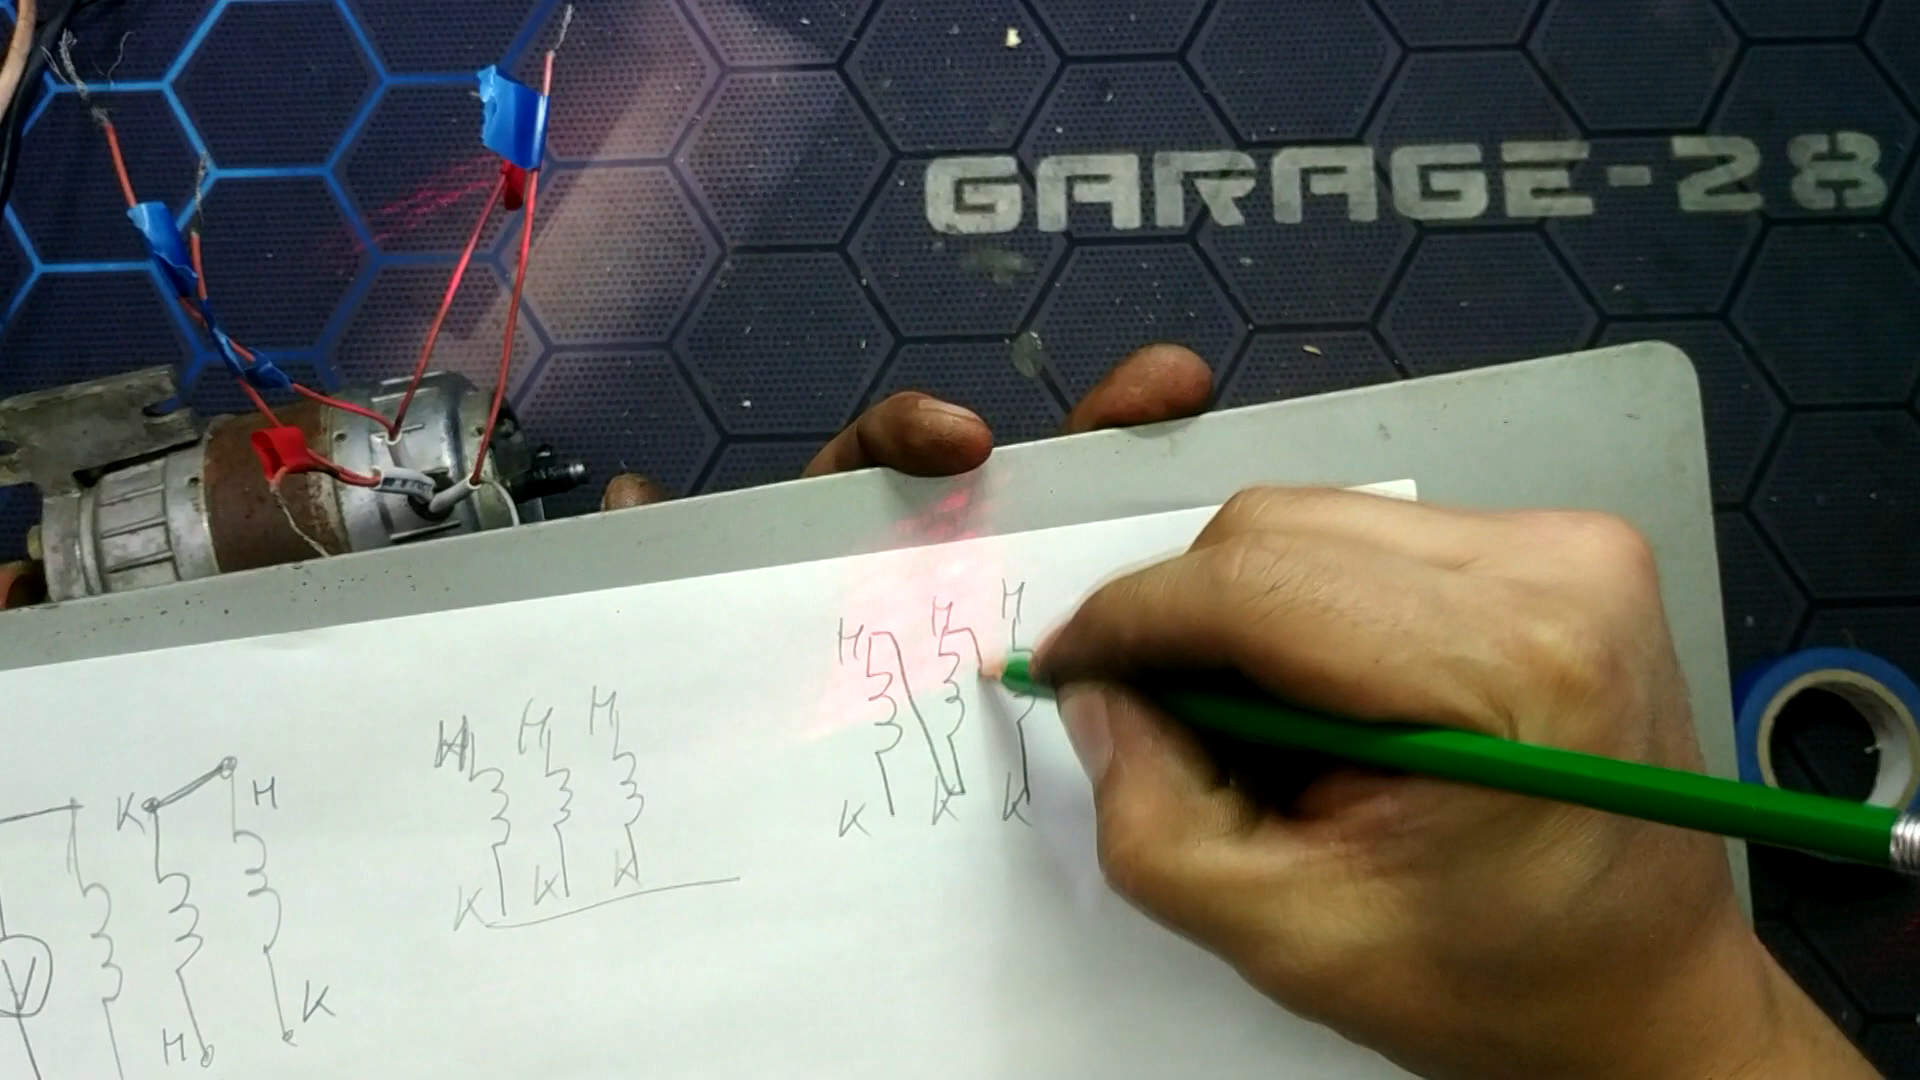 GARAGE-28
Н Н Н
К К К
Н Н Н
К К К
К Н
V
Н К